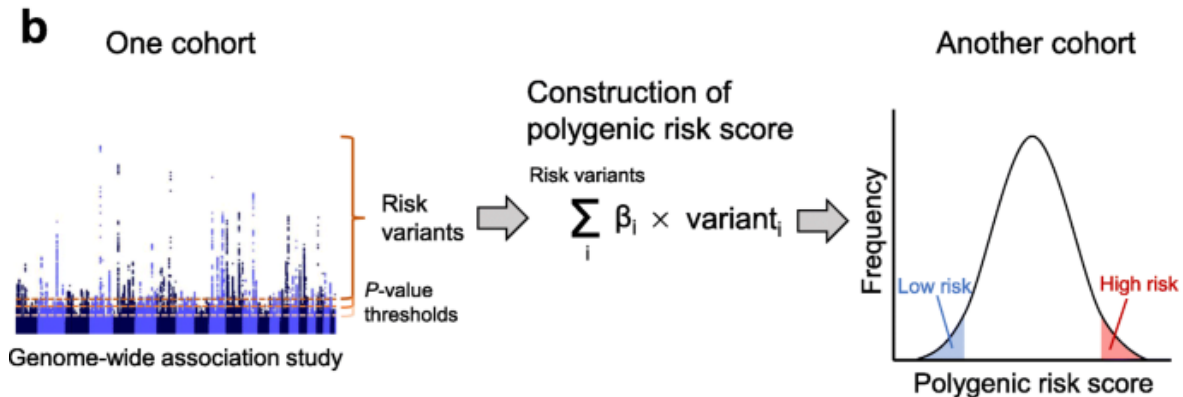 b
One cohort
Another cohort
Construction of
polygenic risk score
Risk variants
Σ βi × varianti
i
Risk
variants
P-value
thresholds
Genome-wide association study
Frequency
Low risk
High risk
Polygenic risk score